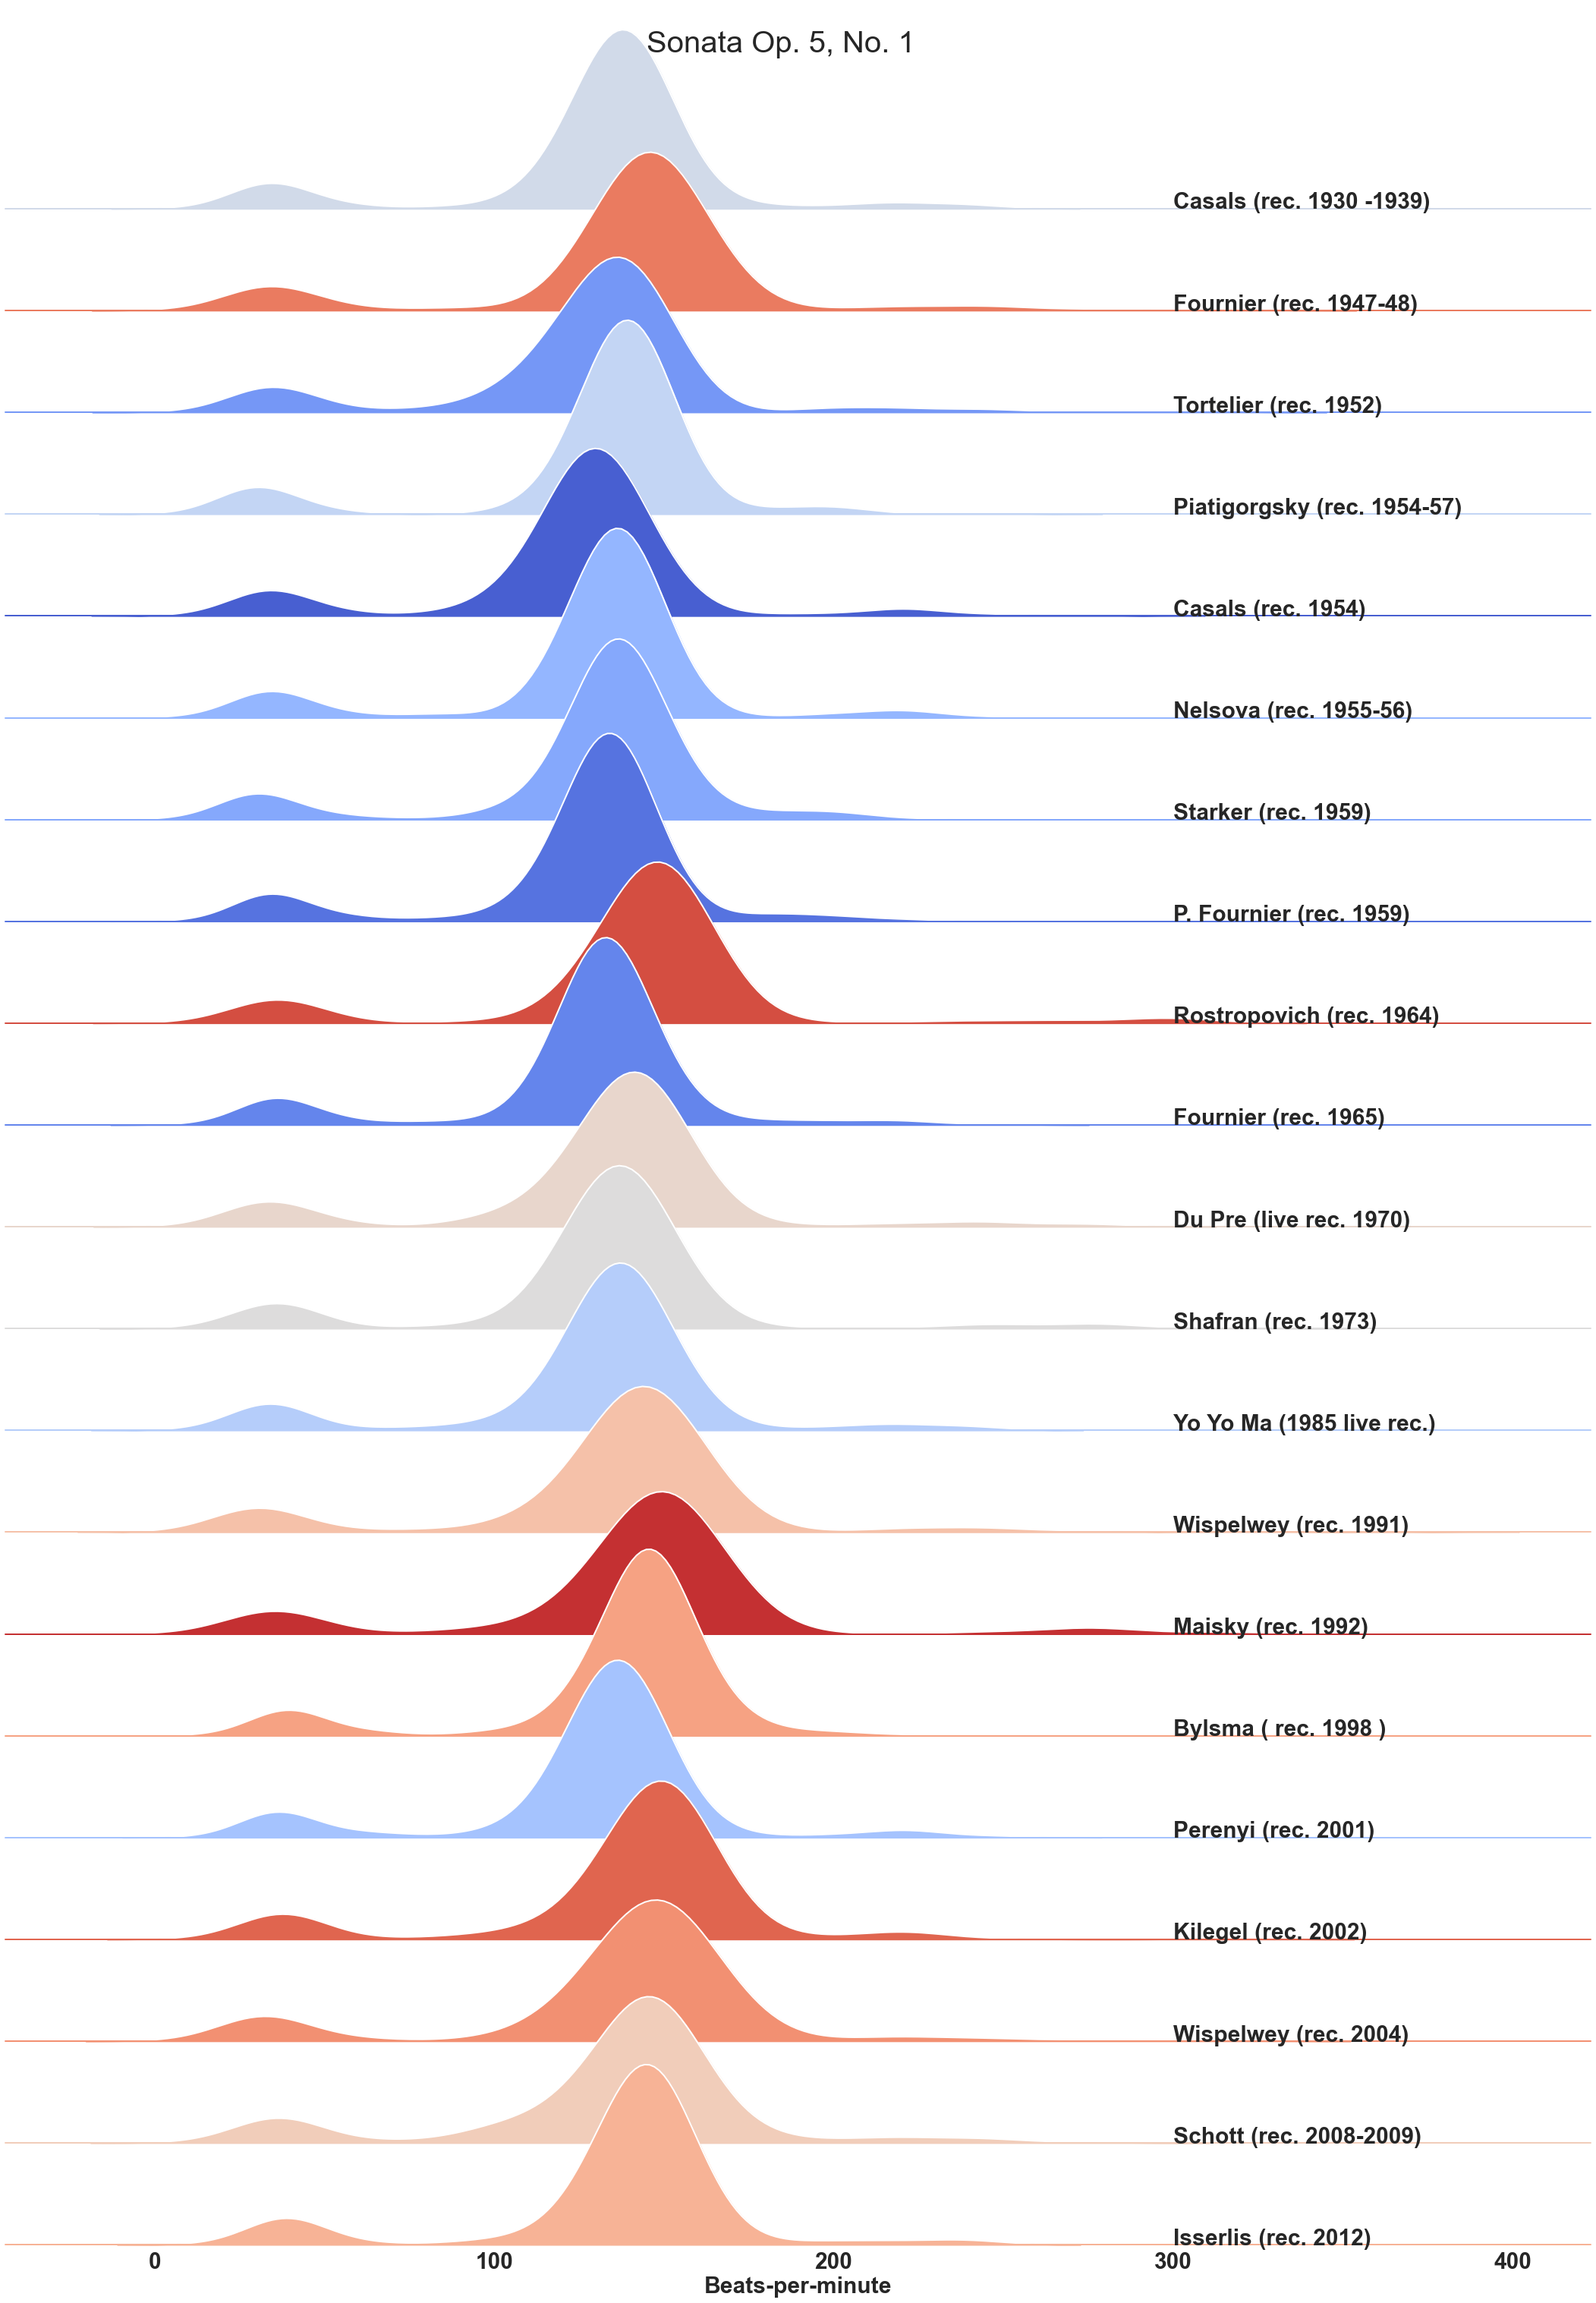 Sonata Op. 5, No. 1
Casals (rec. 1930 -1939)
Fournier (rec. 1947-48)
Tortelier (rec. 1952)
Piatigorgsky (rec. 1954-57)
Casals (rec. 1954)
Nelsova (rec. 1955-56)
Starker (rec. 1959)
P. Fournier (rec. 1959)
Rostropovich (rec. 1964)
Fournier (rec. 1965)
Du Pre (live rec. 1970)
Shafran (rec. 1973)
Yo Yo Ma (1985 live rec.)
Wispelwey (rec. 1991)
Maisky (rec. 1992)
Bylsma ( rec. 1998 )
Perenyi (rec. 2001)
Kilegel (rec. 2002)
Wispelwey (rec. 2004)
Schott (rec. 2008-2009)
Isserlis (rec. 2012)
0 100 200 300 400
Beats-per-minute